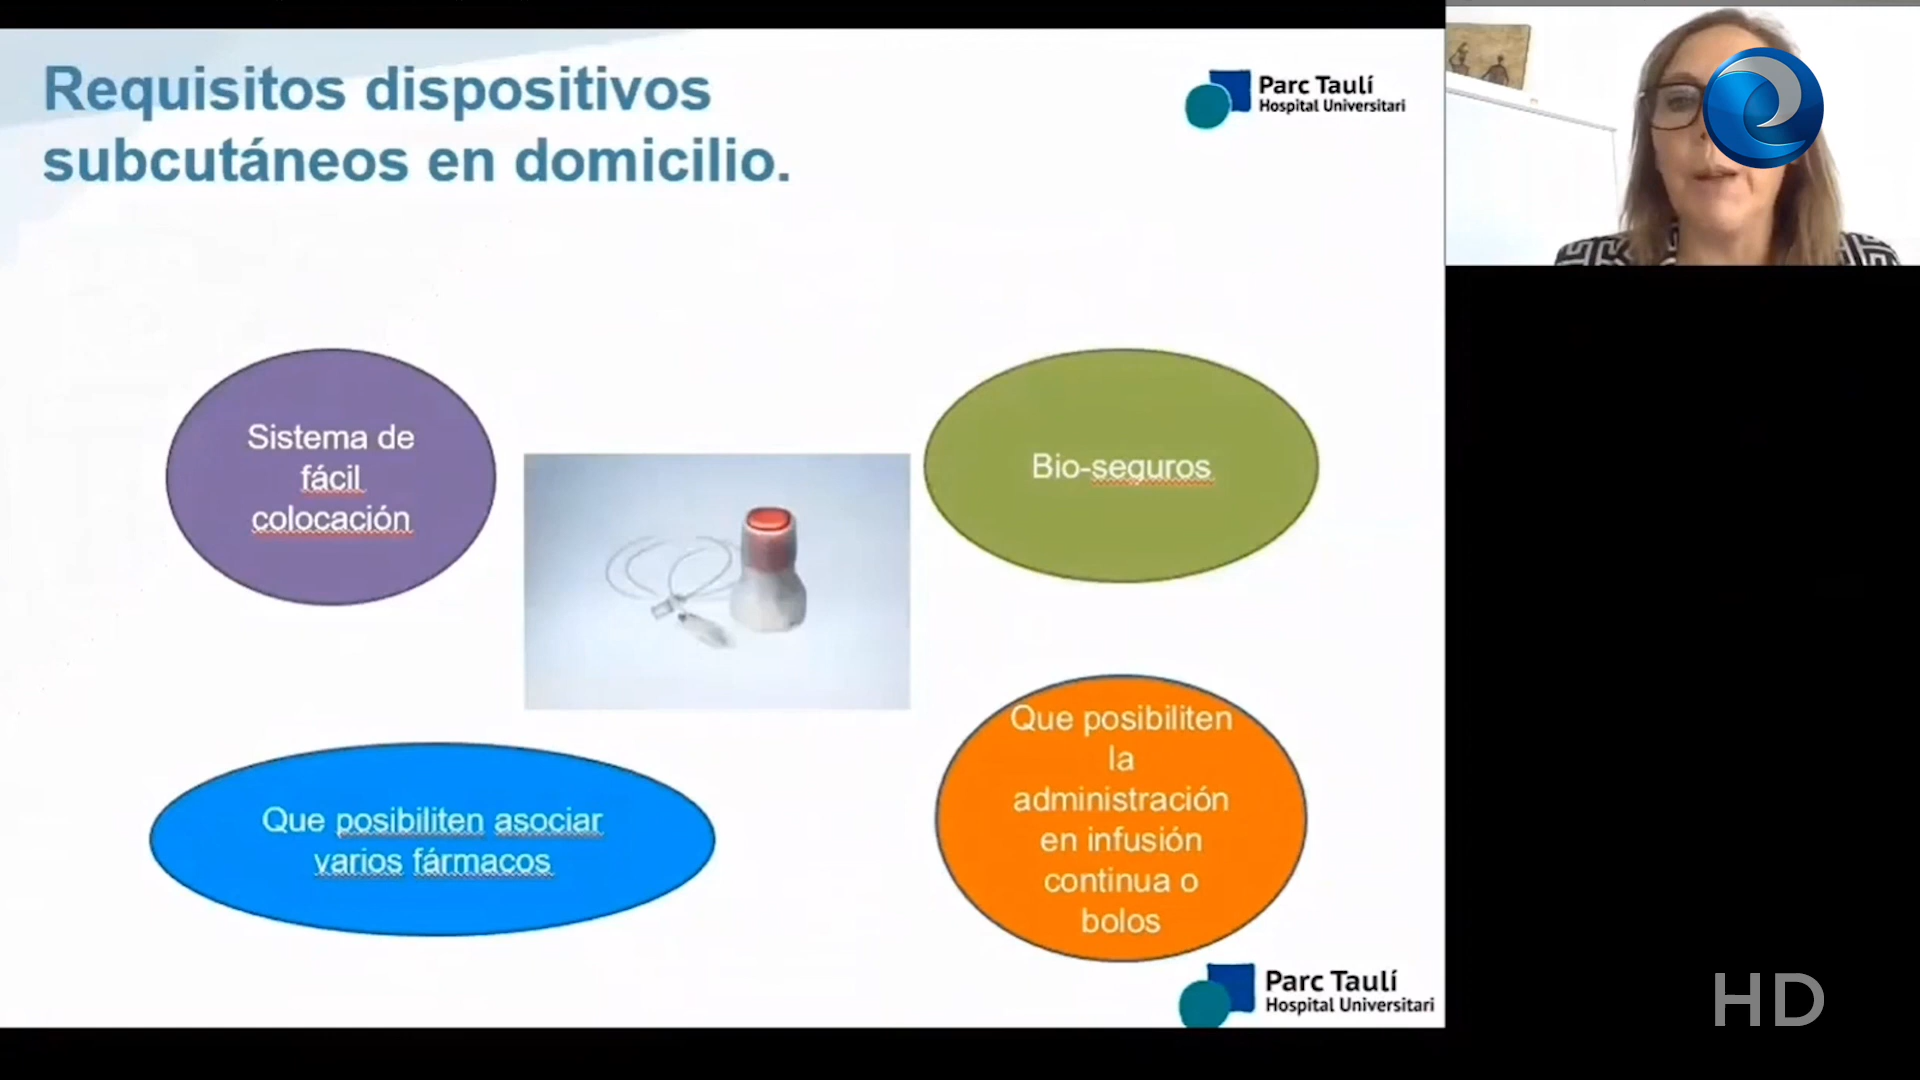 Requisitos dispositivos
subcutáneos en domicilio.
Parc Taulí
Hospital Universitari
Sistema de
fácil
colocación
Bio-seguros
Que posibiliten asociar
varios fármacos
Que posibiliten
la
administración
en infusión
continua o
bolos
Parc Taulí
Hospital Universitari
HD